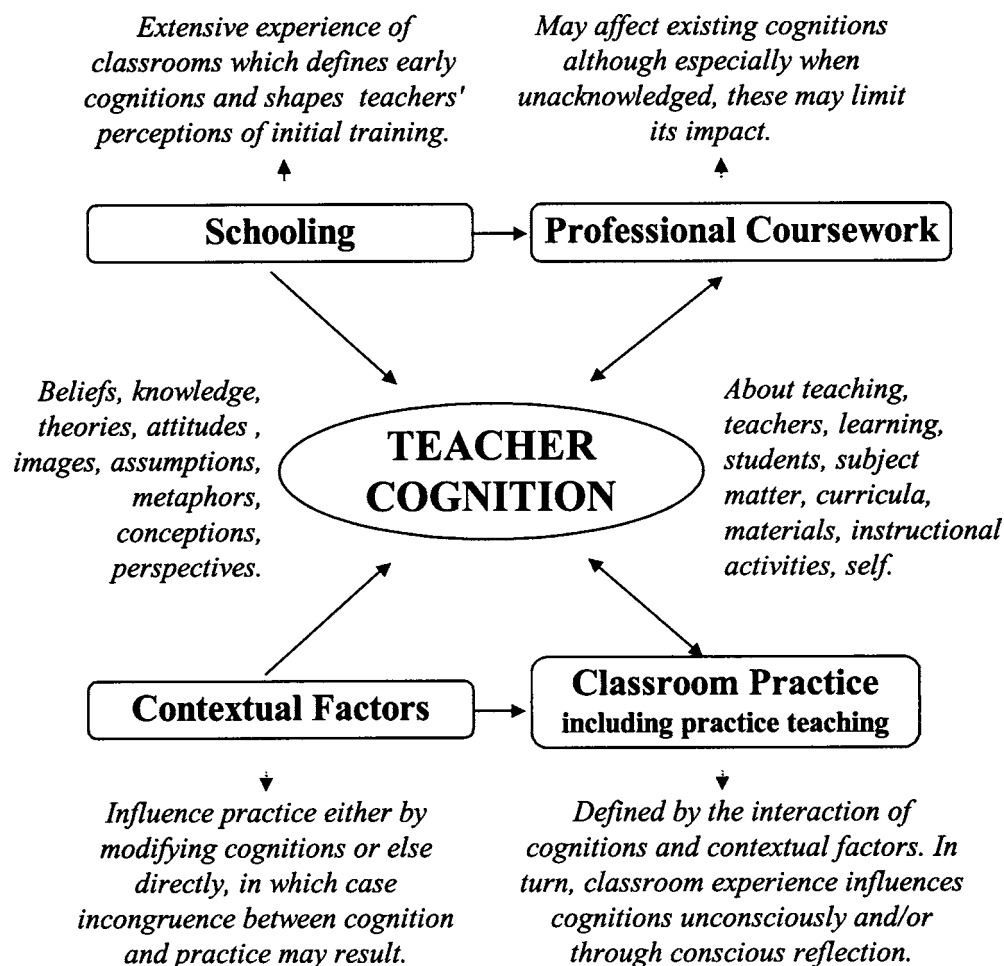 Extensive experience of
classrooms which defines early
cognitions and shapes teachers'
perceptions of initial training.
May affect existing cognitions
although especially when
unacknowledged, these may limit
its impact.
Schooling
Professional Coursework
Beliefs, knowledge,
theories, attitudes ,
images, assumptions,
metaphors,
conceptions,
perspectives.
TEACHER
COGNITION
About teaching,
teachers, learning,
students, subject
matter, curricula,
materials, instructional
activities, self.
Contextual Factors
Classroom Practice
including practice teaching
Influence practice either by
modifying cognitions or else
directly, in which case
incongruence between cognition
and practice may result.
Defined by the interaction of
cognitions and contextual factors. In
turn, classroom experience influences
cognitions unconsciously and/or
through conscious reflection.